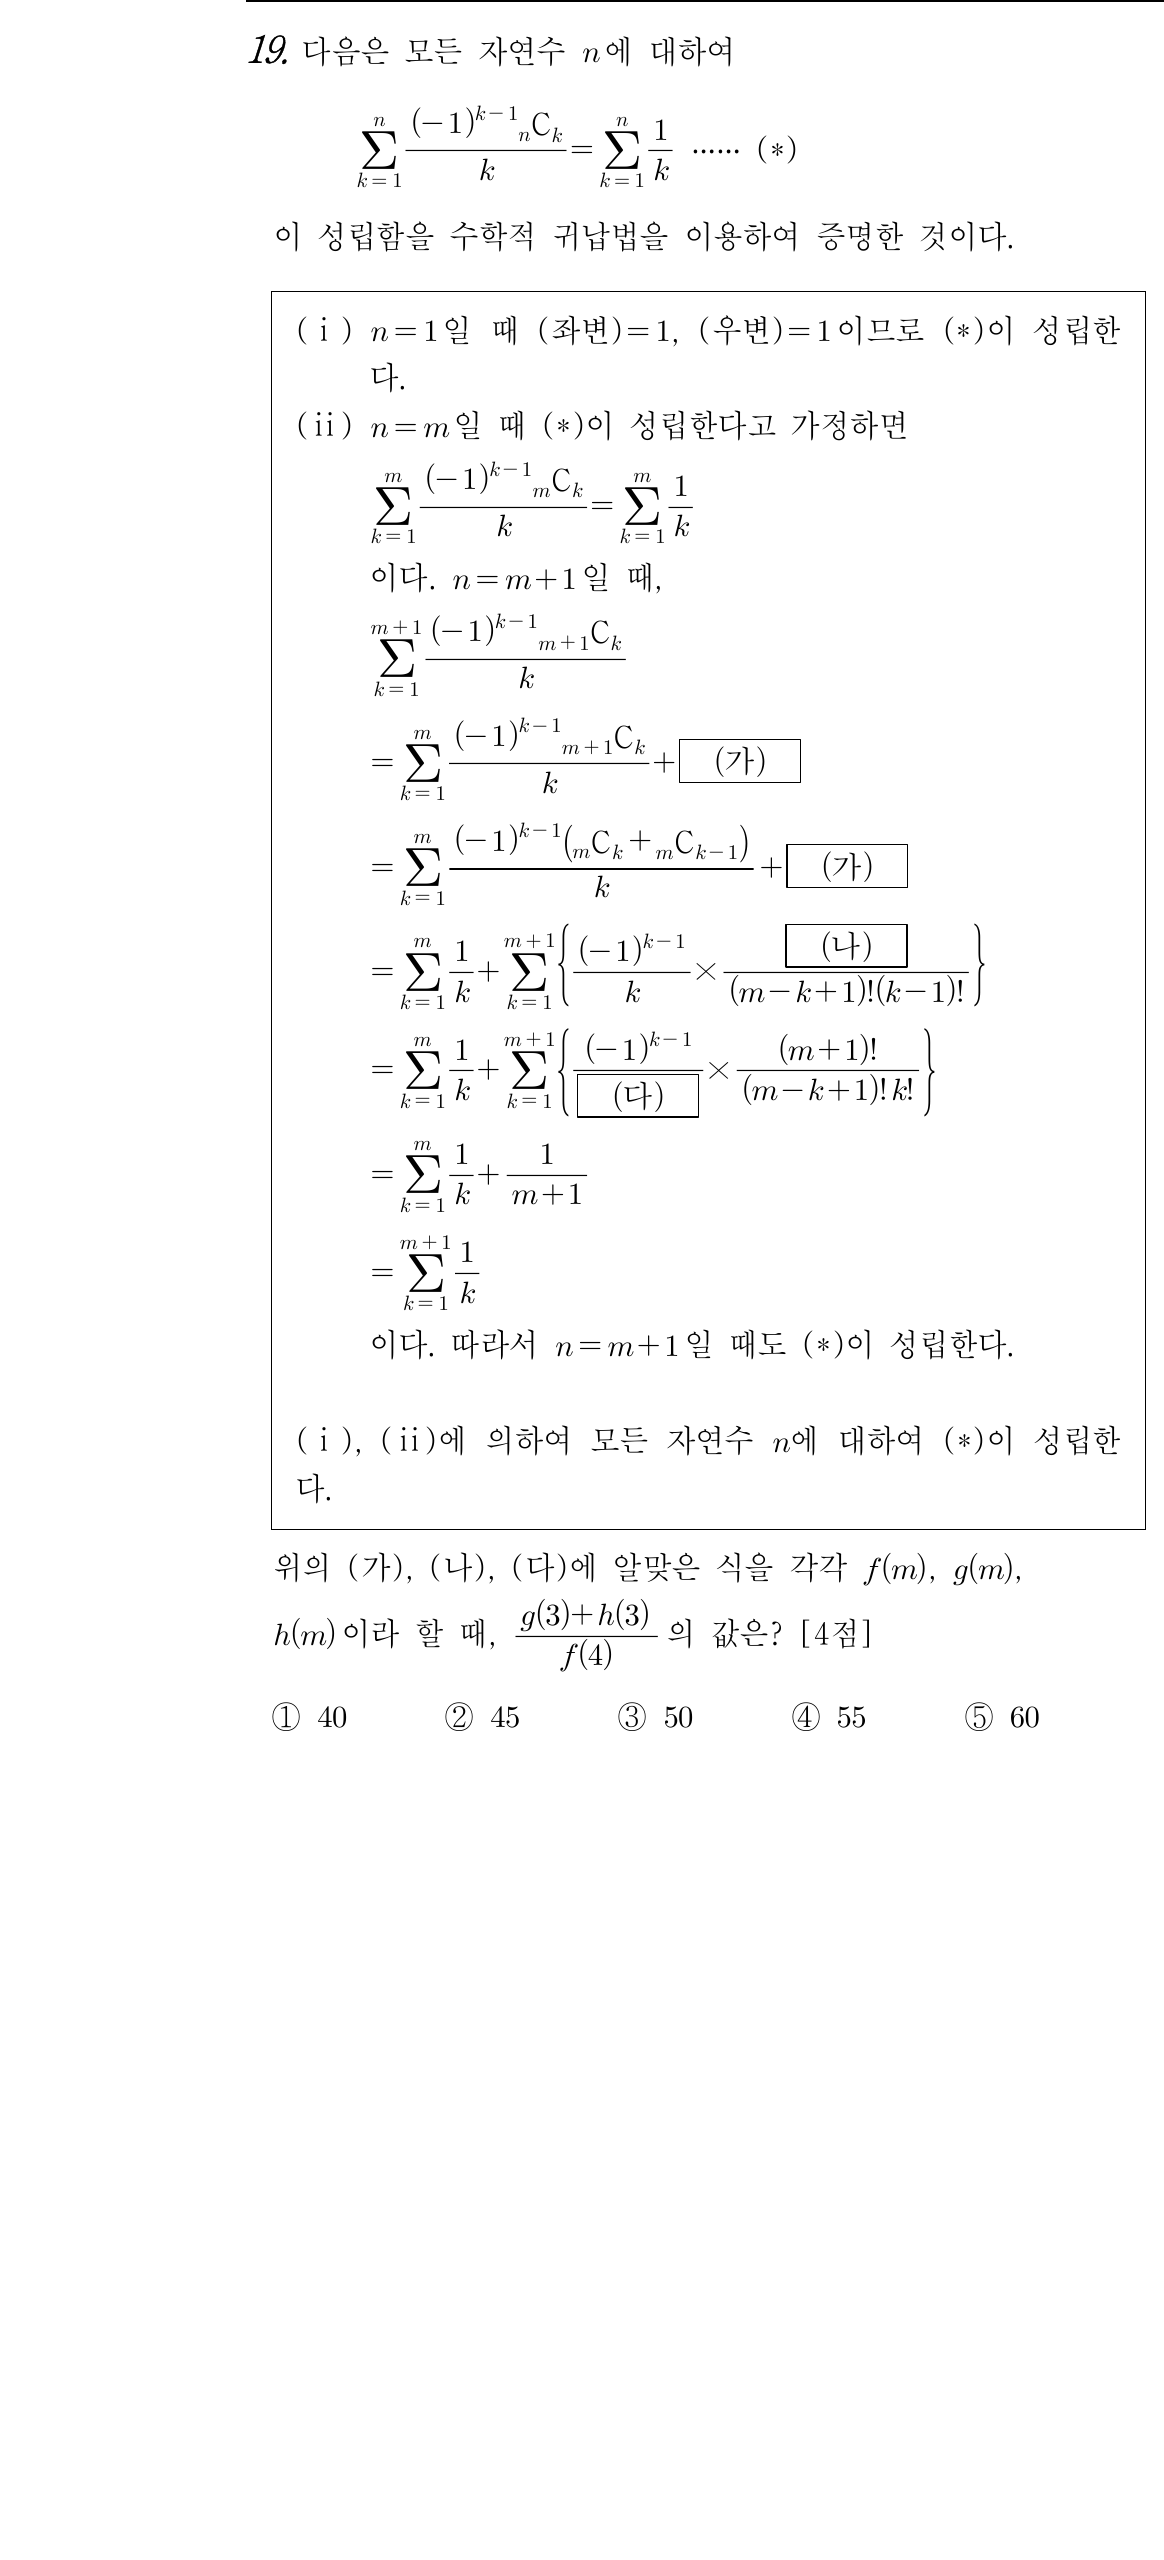 19. 다음은 모든 자연수 n에 대하여
\sum_{k=1}^{n} \frac{(-1)^{k-1} {}_{n}C_{k}}{k} = \sum_{k=1}^{n} \frac{1}{k} …… (*)
이 성립함을 수학적 귀납법을 이용하여 증명한 것이다.
(ⅰ) n=1일 때 (좌변)=1, (우변)=1이므로 (*)이 성립한
다.
(ⅱ) n=m일 때 (*)이 성립한다고 가정하면
\sum_{k=1}^{m} \frac{(-1)^{k-1} {}_{m}C_{k}}{k} = \sum_{k=1}^{m} \frac{1}{k}
이다. n=m+1일 때,
\sum_{k=1}^{m+1} \frac{(-1)^{k-1} {}_{m+1}C_{k}}{k}
= \sum_{k=1}^{m} \frac{(-1)^{k-1} {}_{m+1}C_{k}}{k} + (가)
= \sum_{k=1}^{m} \frac{(-1)^{k-1} ({}_{m}C_{k} + {}_{m}C_{k-1})}{k} + (가)
= \sum_{k=1}^{m} \frac{1}{k} + \sum_{k=1}^{m+1} \{ \frac{(-1)^{k-1}}{k} × \frac{(나)}{(m-k+1)!(k-1)!} \}
= \sum_{k=1}^{m} \frac{1}{k} + \sum_{k=1}^{m+1} \{ \frac{(-1)^{k-1}}{(다)} × \frac{(m+1)!}{(m-k+1)!k!} \}
= \sum_{k=1}^{m} \frac{1}{k} + \frac{1}{m+1}
= \sum_{k=1}^{m+1} \frac{1}{k}
이다. 따라서 n=m+1일 때도 (*)이 성립한다.
(ⅰ), (ⅱ)에 의하여 모든 자연수 n에 대하여 (*)이 성립한
다.
위의 (가), (나), (다)에 알맞은 식을 각각 f(m), g(m),
h(m)이라 할 때, \frac{g(3)+h(3)}{f(4)} 의 값은? [4점]
① 40 ② 45 ③ 50 ④ 55 ⑤ 60